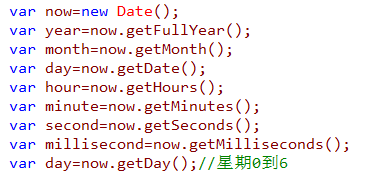 var now=new Date();
var year=now.getFullYear();
var month=now.getMonth();
var day=now.getDate();
var hour=now.getHours();
var minute=now.getMinutes();
var second=now.getSeconds();
var millisecond=now.getMilliseconds();
var day=now.getDay();//星期0到6